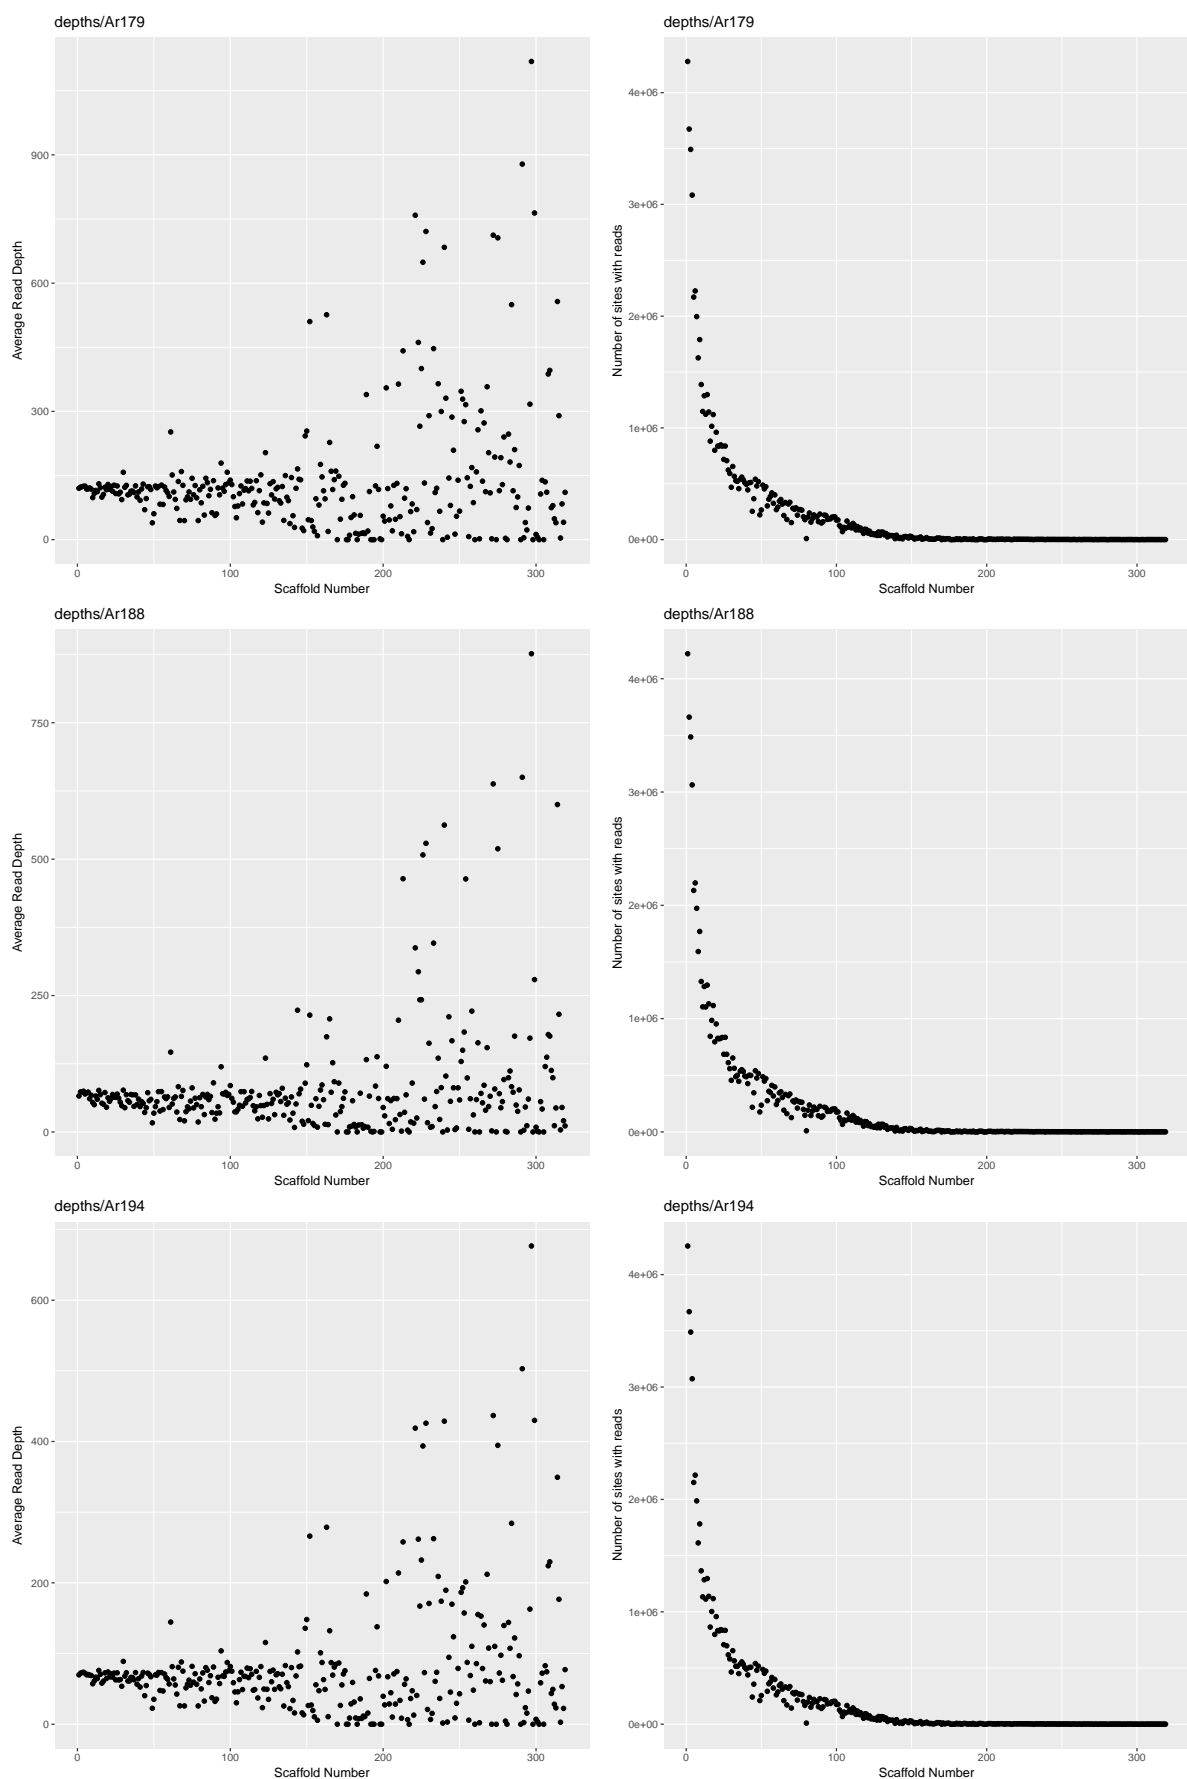 depths/Ar179
depths/Ar179
900
600
300
0
Average Read Depth
0 100 200 300
Scaffold Number
4e+06
3e+06
2e+06
1e+06
0e+00
Number of sites with reads
0 100 200 300
Scaffold Number
depths/Ar188
depths/Ar188
750
500
250
0
Average Read Depth
0 100 200 300
Scaffold Number
4e+06
3e+06
2e+06
1e+06
0e+00
Number of sites with reads
0 100 200 300
Scaffold Number
depths/Ar194
depths/Ar194
600
400
200
0
Average Read Depth
0 100 200 300
Scaffold Number
4e+06
3e+06
2e+06
1e+06
0e+00
Number of sites with reads
0 100 200 300
Scaffold Number